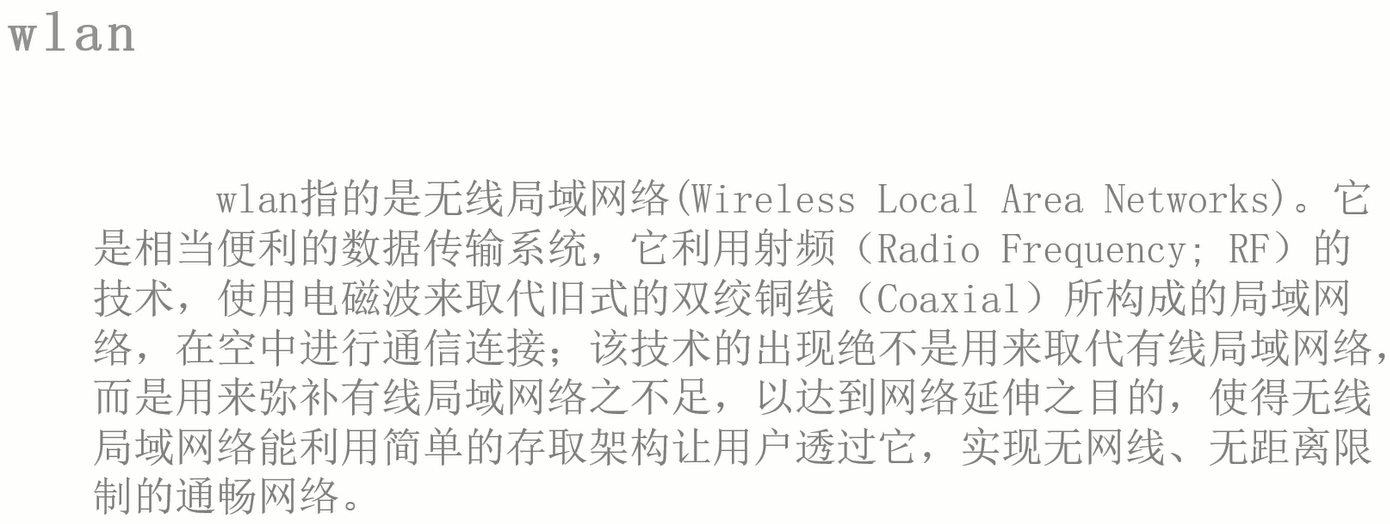 wlan
wlan指的是无线局域网络(Wireless Local Area Networks)。它
是相当便利的数据传输系统，它利用射频（Radio Frequency; RF）的
技术，使用电磁波来取代旧式的双绞铜线（Coaxial）所构成的局域网
络，在空中进行通信连接；该技术的出现绝不是用来取代有线局域网络，
而是用来弥补有线局域网络之不足，以达到网络延伸之目的，使得无线
局域网络能利用简单的存取架构让用户透过它，实现无网线、无距离限
制的通畅网络。